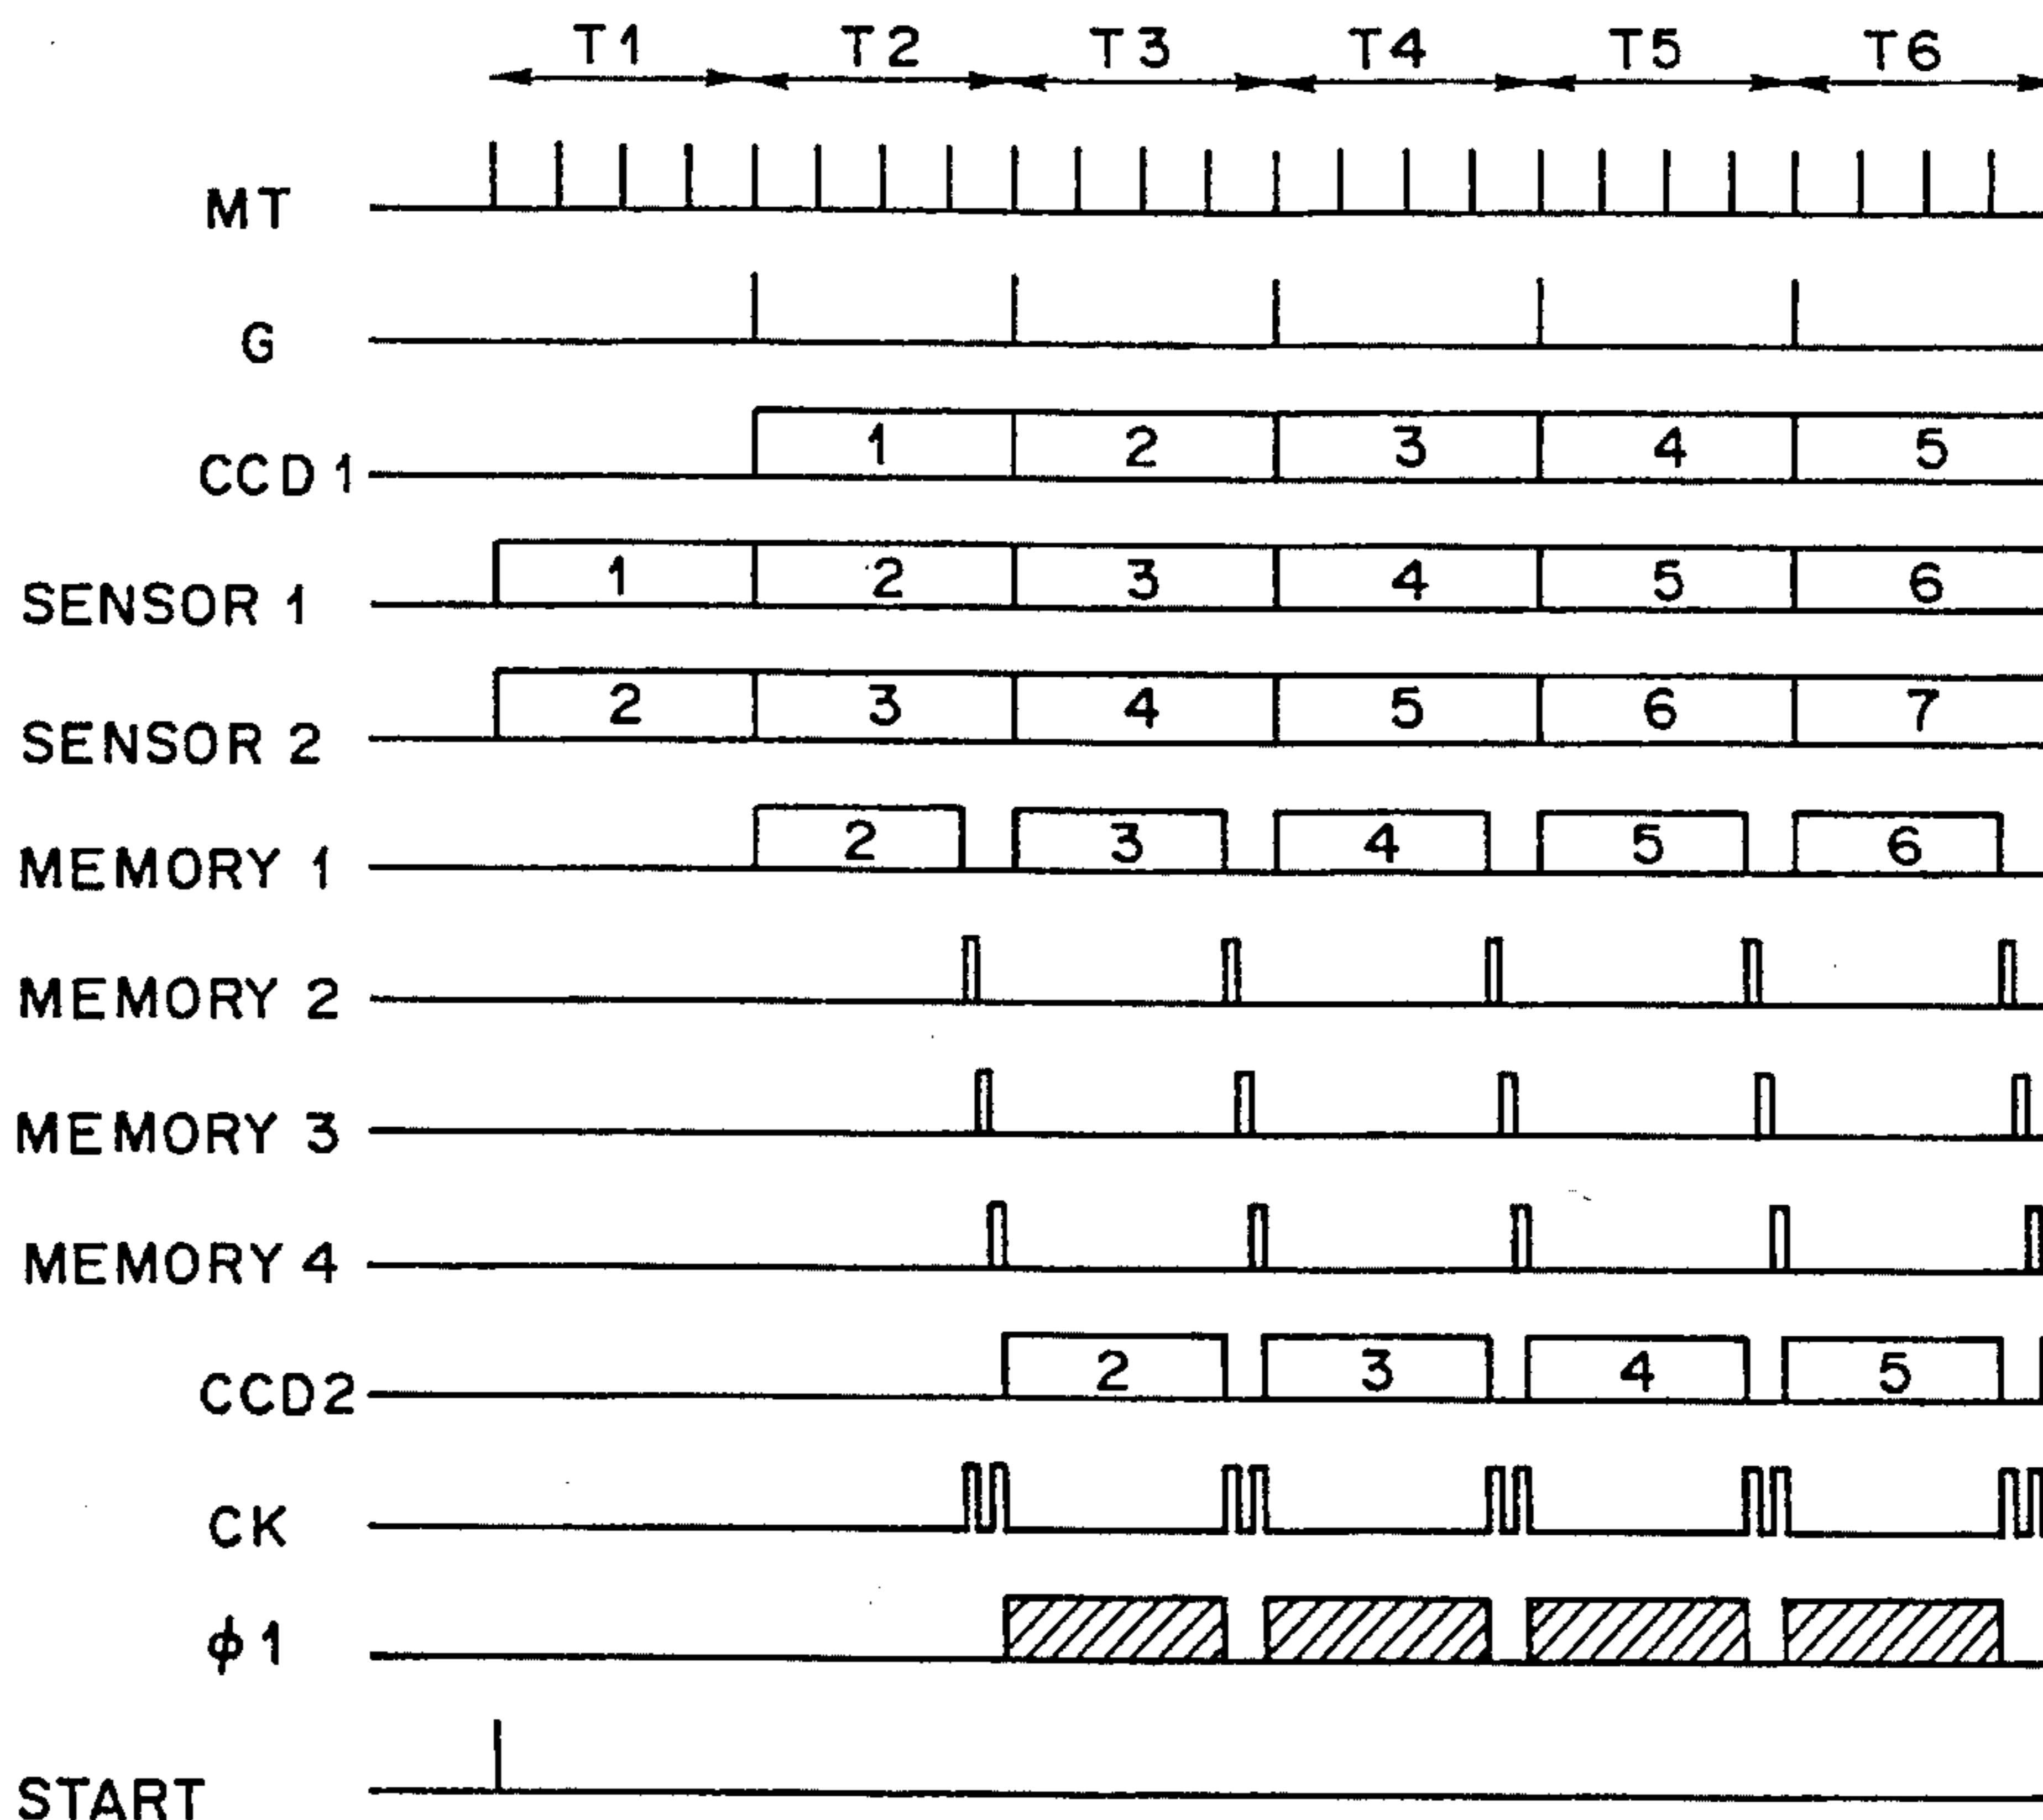 T1 T2 T3 T4 T5 T6
MT
G
CCD 1 1 2 3 4 5
SENSOR 1 1 2 3 4 5 6
SENSOR 2 2 3 4 5 6 7
MEMORY 1 2 3 4 5 6
MEMORY 2
MEMORY 3
MEMORY 4
CCD2 2 3 4 5
CK
ϕ1
START